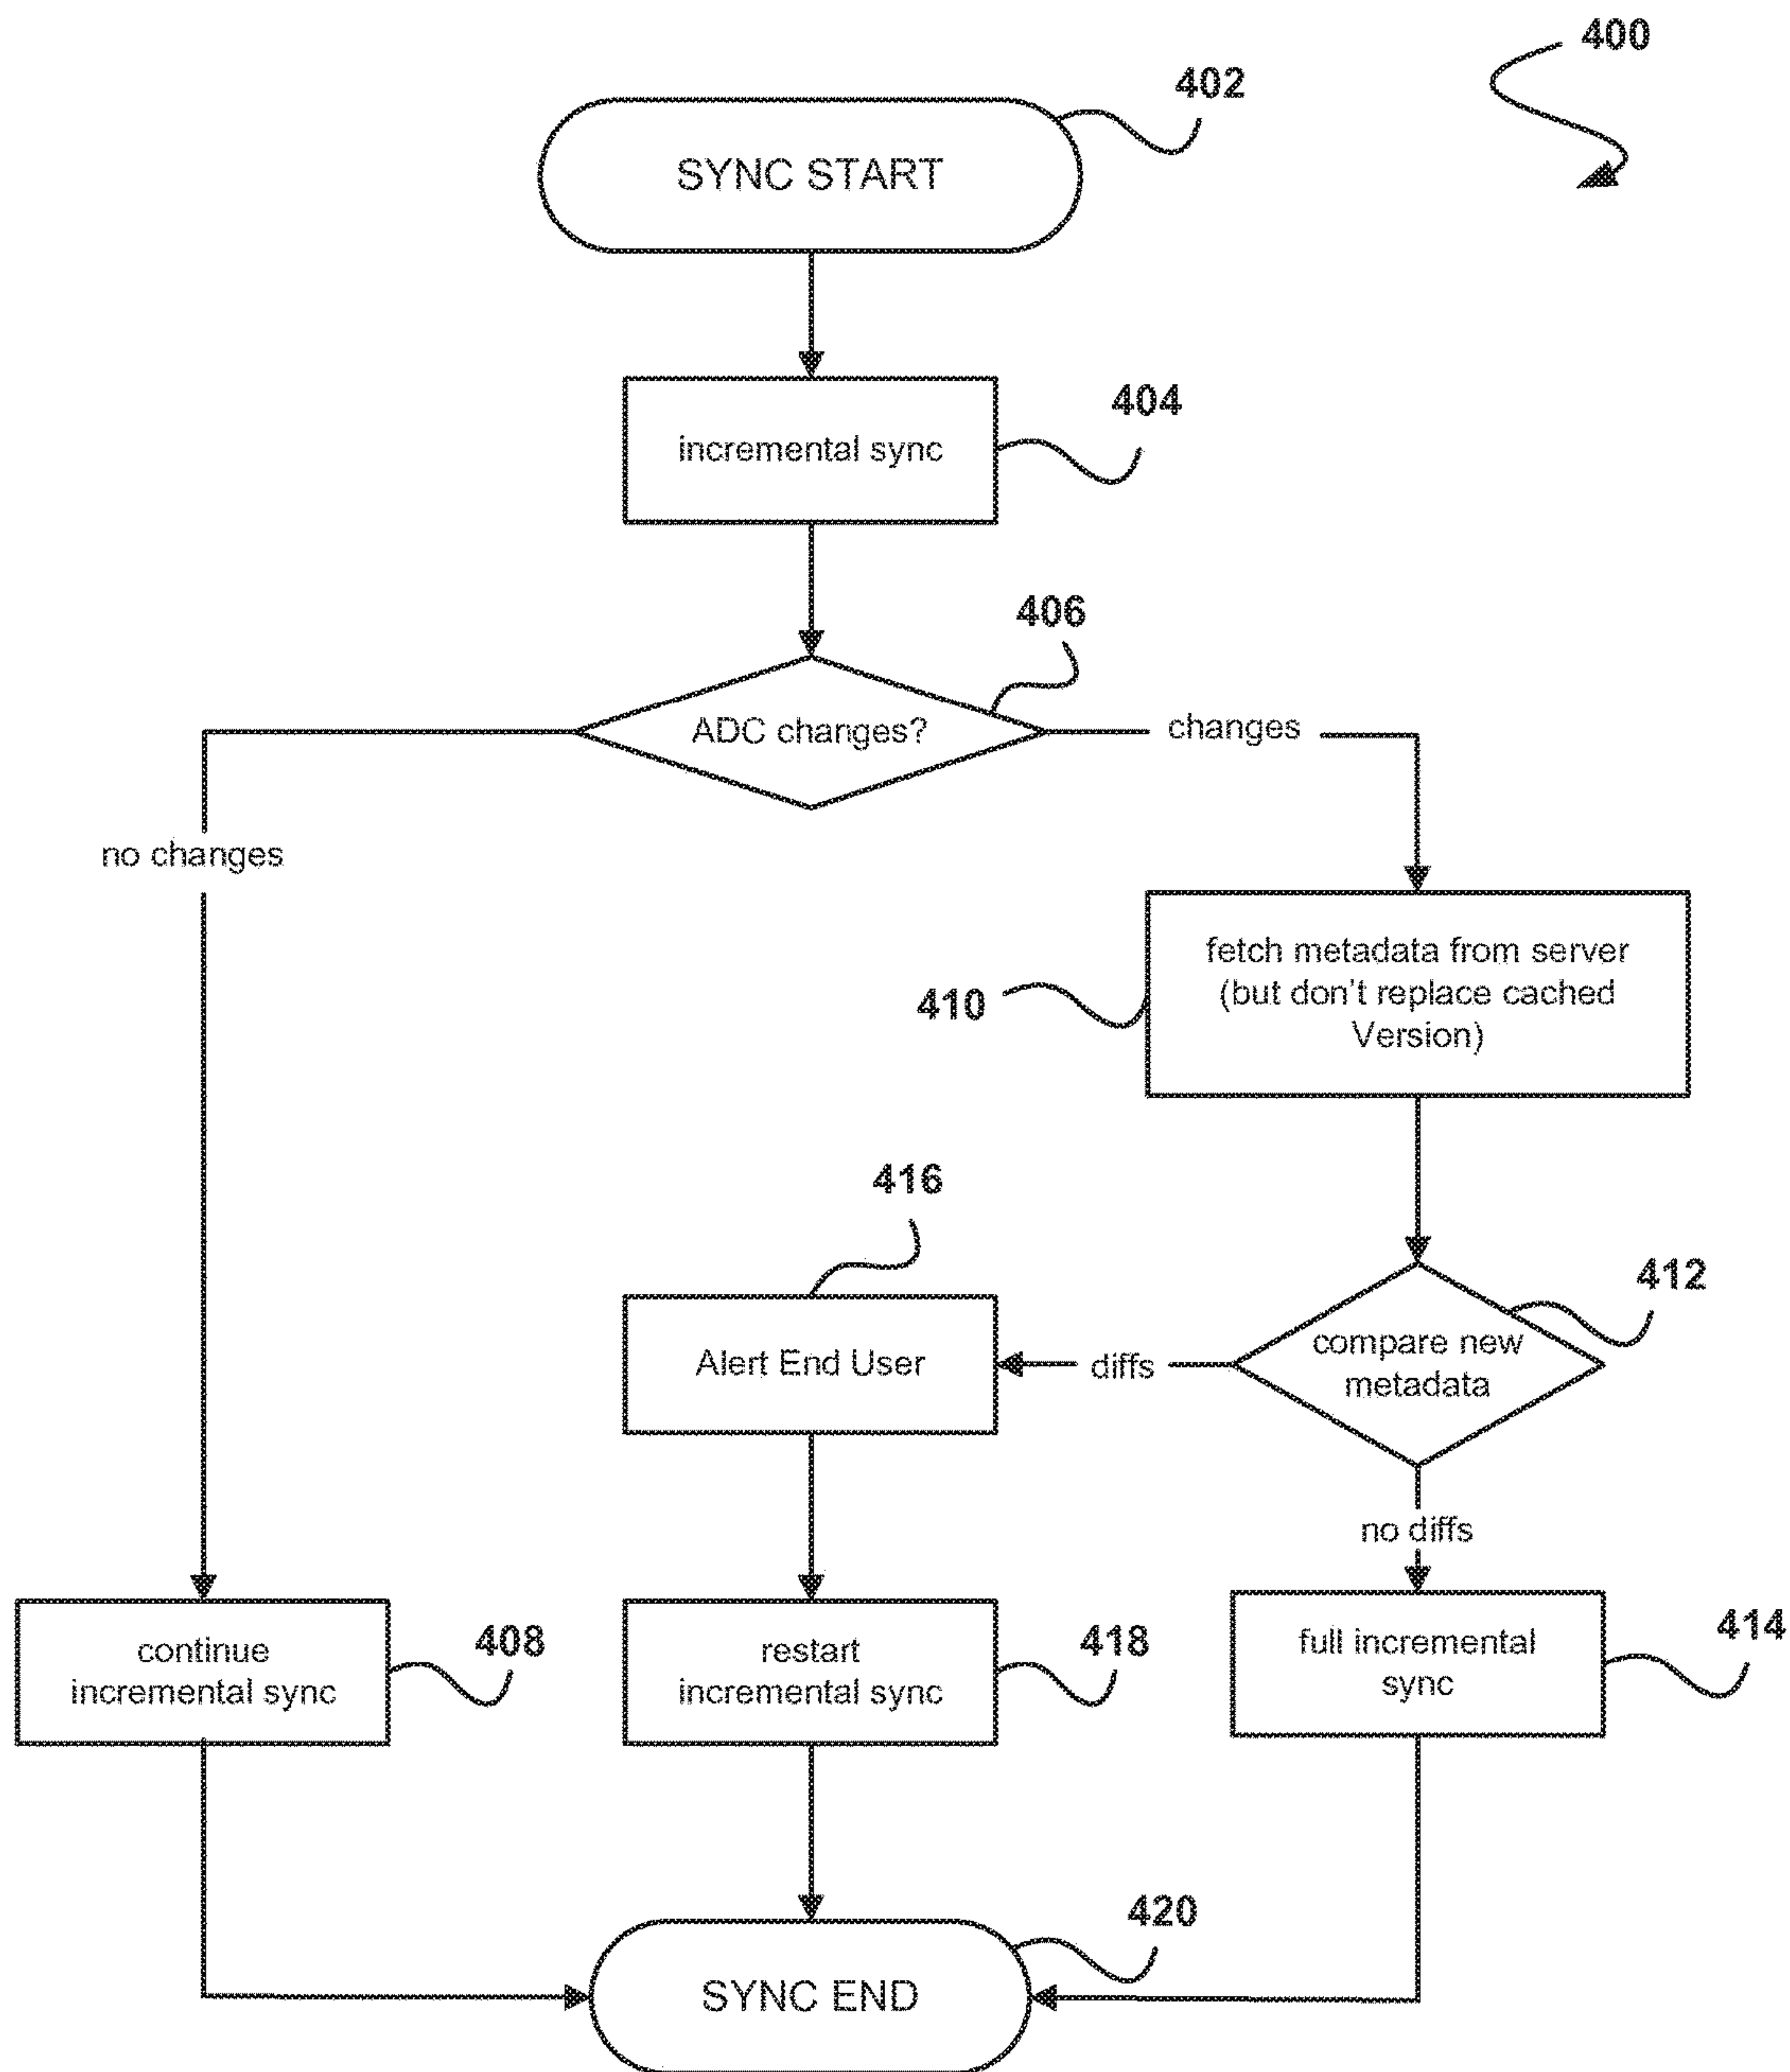 400
402
SYNC START
404
incremental sync
406
ADC changes?
changes
no changes
fetch metadata from server
(but don't replace cached
Version)
410
416
412
compare new
metadata
Alert End User
diffs
no diffs
continue
incremental sync
408
restart
incremental sync
418
full incremental
sync
414
420
SYNC END